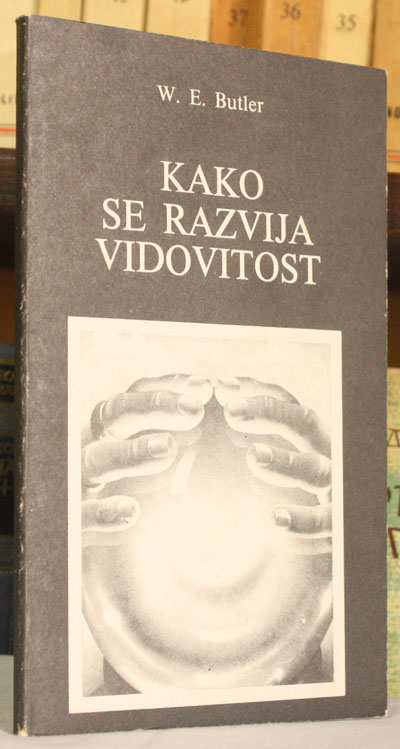 37
36
35
W. E. Butler
KAKO
SE RAZVIJA
VIDOVITOST